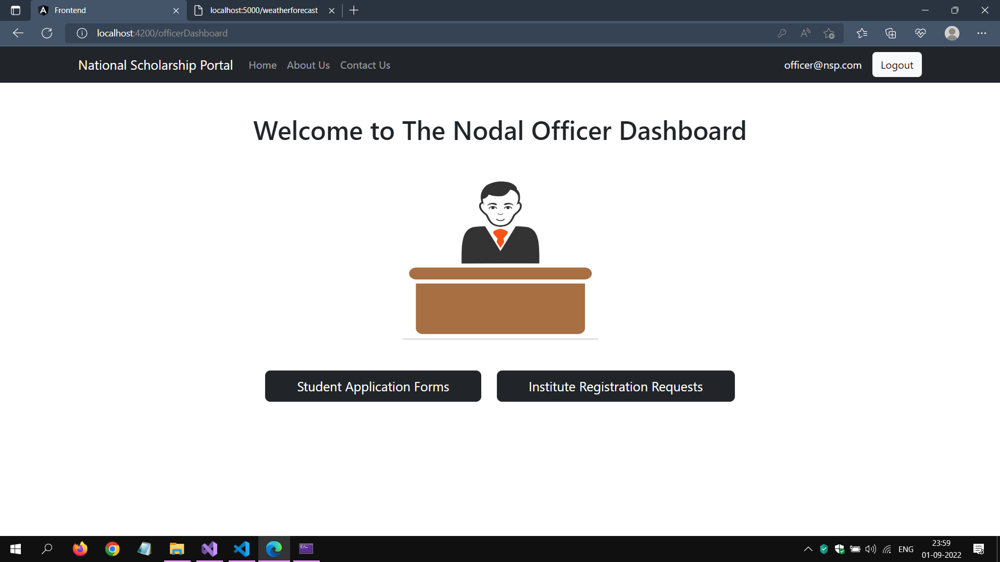 Frontend
localhost:5000/weatherforecast
localhost:4200/officerDashboard
National Scholarship Portal Home About Us Contact Us officer@nsp.com Logout
Welcome to The Nodal Officer Dashboard
Student Application Forms Institute Registration Requests
ENG
23:59
01-09-2022